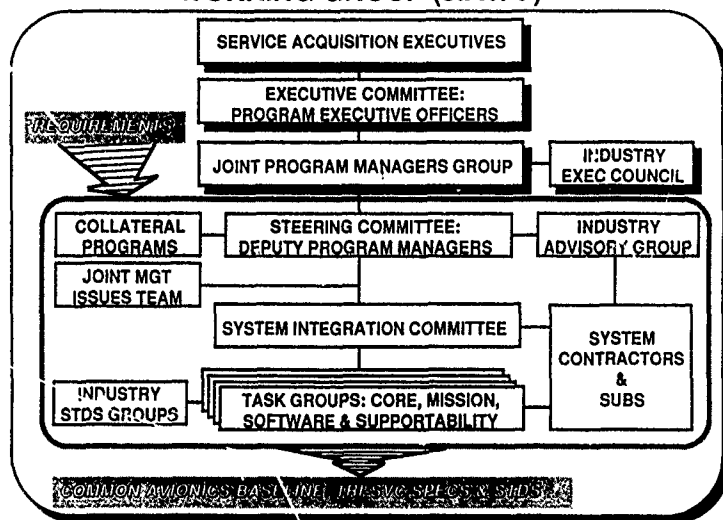 WORKING GROUP
SERVICE ACQUISITION EXECUTIVES
EXECUTIVE COMMITTEE:
PROGRAM EXECUTIVE OFFICERS
REQUIREMENTS
JOINT PROGRAM MANAGERS GROUP
INDUSTRY
EXEC COUNCIL
COLLATERAL
PROGRAMS
STEERING COMMITTEE:
DEPUTY PROGRAM MANAGERS
INDUSTRY
ADVISORY GROUP
JOINT MGT
ISSUES TEAM
SYSTEM INTEGRATION COMMITTEE
SYSTEM
CONTRACTORS
&
SUBS
INDUSTRY
STDS GROUPS
TASK GROUPS: CORE, MISSION,
SOFTWARE & SUPPORTABILITY
COMMON AVIONICS BASELINE TRI-SVC SPECS & STDS